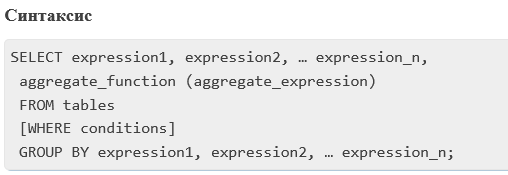 Синтаксис
SELECT expression1, expression2, … expression_n,
aggregate_function (aggregate_expression)
FROM tables
[WHERE conditions]
GROUP BY expression1, expression2, … expression_n;